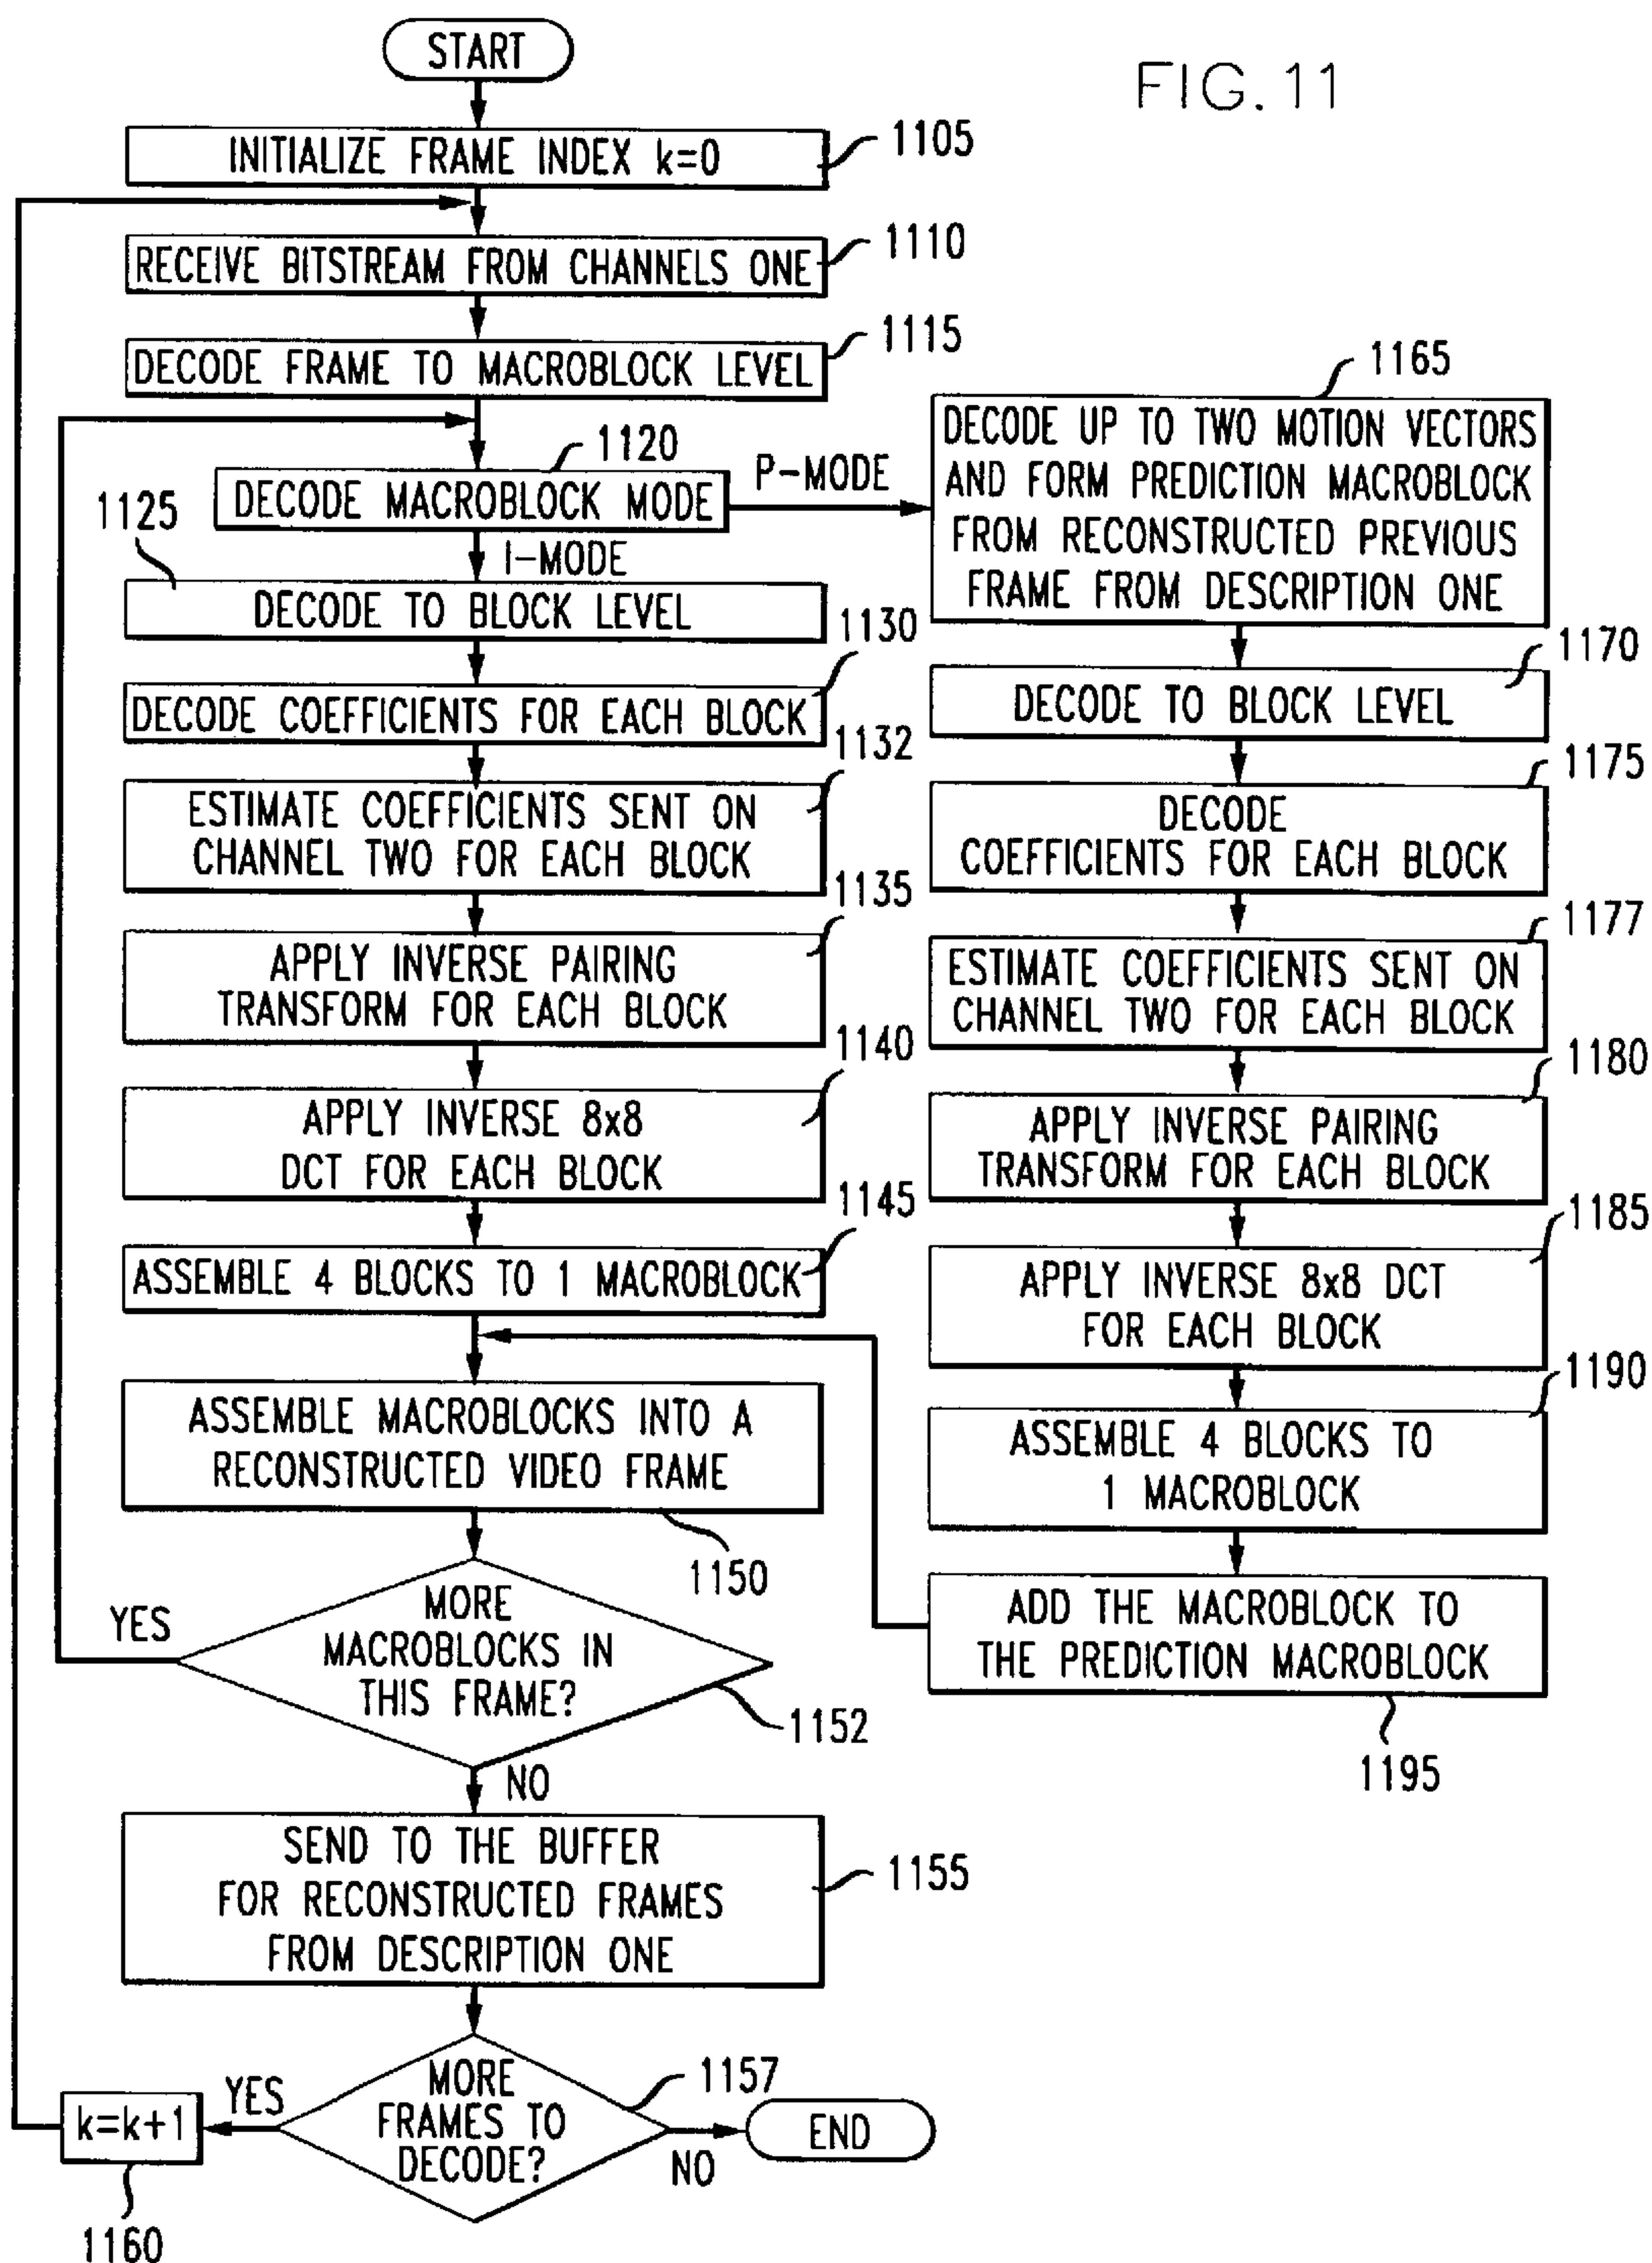 START
FIG. 11
INITIALIZE FRAME INDEX k=0
1105
RECEIVE BITSTREAM FROM CHANNELS ONE
1110
DECODE FRAME TO MACROBLOCK LEVEL
1115
DECODE MACROBLOCK MODE
1120
P-MODE
I-MODE
1125
DECODE TO BLOCK LEVEL
1130
DECODE COEFFICIENTS FOR EACH BLOCK
1132
ESTIMATE COEFFICIENTS SENT ON
CHANNEL TWO FOR EACH BLOCK
1135
APPLY INVERSE PAIRING
TRANSFORM FOR EACH BLOCK
1140
APPLY INVERSE 8x8
DCT FOR EACH BLOCK
1145
ASSEMBLE 4 BLOCKS TO 1 MACROBLOCK
ASSEMBLE MACROBLOCKS INTO A
RECONSTRUCTED VIDEO FRAME
1150
MORE
MACROBLOCKS IN
THIS FRAME?
YES
1152
NO
SEND TO THE BUFFER
FOR RECONSTRUCTED FRAMES
FROM DESCRIPTION ONE
1155
MORE
FRAMES TO
DECODE?
1157
YES
k=k+1
1160
NO
END
1165
DECODE UP TO TWO MOTION VECTORS
AND FORM PREDICTION MACROBLOCK
FROM RECONSTRUCTED PREVIOUS
FRAME FROM DESCRIPTION ONE
1170
DECODE TO BLOCK LEVEL
1175
DECODE
COEFFICIENTS FOR EACH BLOCK
1177
ESTIMATE COEFFICIENTS SENT ON
CHANNEL TWO FOR EACH BLOCK
1180
APPLY INVERSE PAIRING
TRANSFORM FOR EACH BLOCK
1185
APPLY INVERSE 8x8 DCT
FOR EACH BLOCK
1190
ASSEMBLE 4 BLOCKS TO
1 MACROBLOCK
ADD THE MACROBLOCK TO
THE PREDICTION MACROBLOCK
1195